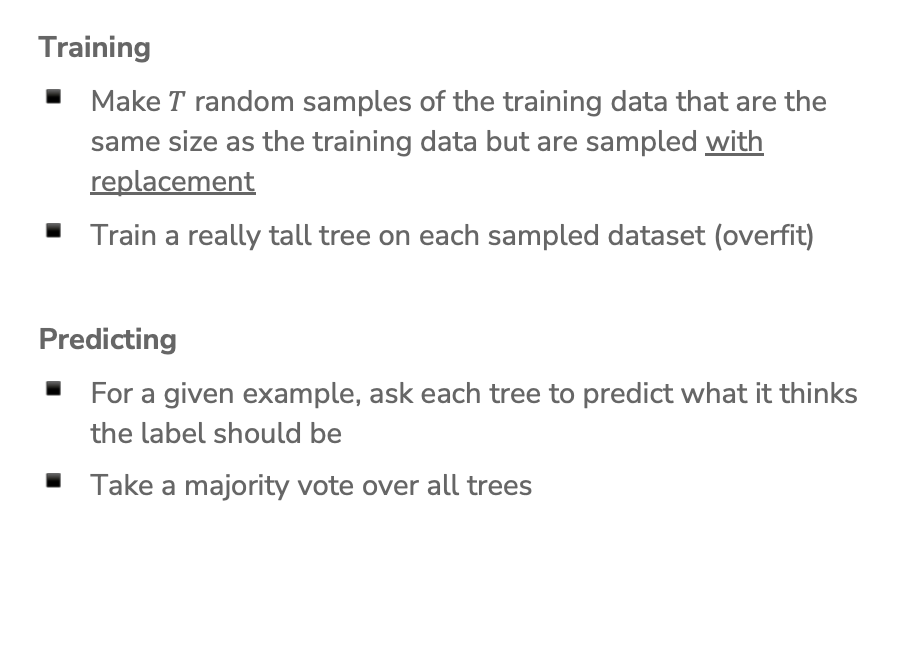 Training
▪ Make T random samples of the training data that are the
same size as the training data but are sampled with
replacement
▪ Train a really tall tree on each sampled dataset (overfit)
Predicting
▪ For a given example, ask each tree to predict what it thinks
the label should be
▪ Take a majority vote over all trees